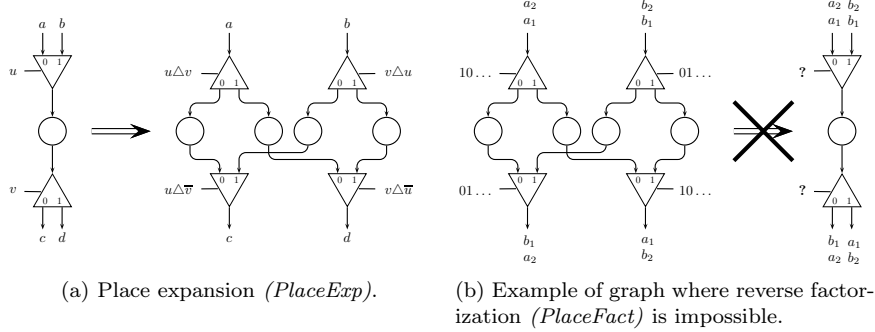 a b
0 1
u
v
0 1
c d
a
b
u△v
0 1
0 1
v△u
u△v̅
0 1
0 1
v△u̅
c
d
(a) Place expansion (PlaceExp).
a₂
a₁
b₂
b₁
10…
0 1
0 1
01…
01…
0 1
0 1
10…
b₁
a₂
a₁
b₂
a₂ b₂
a₁ b₁
0 1
?
?
0 1
b₁ a₁
a₂ b₂
(b) Example of graph where reverse factor-
ization (PlaceFact) is impossible.